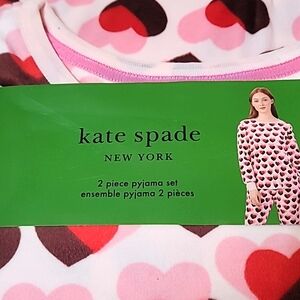 kate spade
NEW YORK
2 piece pyjama set
ensemble pyjama 2 pièces